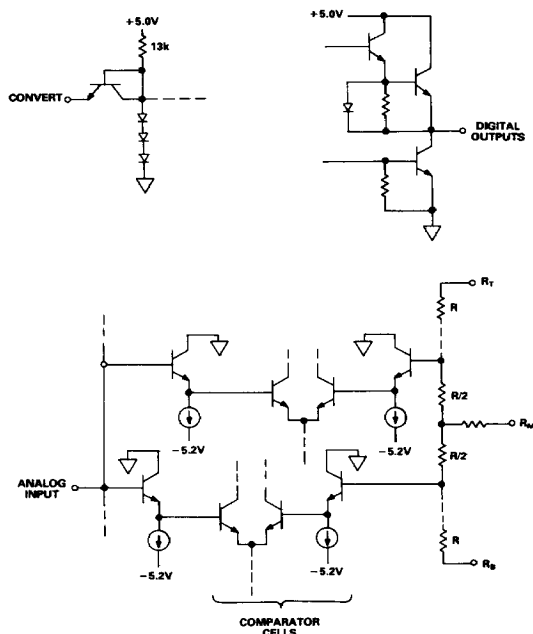 +5.0V
13k
CONVERT
+5.0V
DIGITAL
OUTPUTS
R_T
R
R/2
R_M
R/2
R
R_B
-5.2V
-5.2V
ANALOG
INPUT
-5.2V
-5.2V
COMPARATOR
CELLS